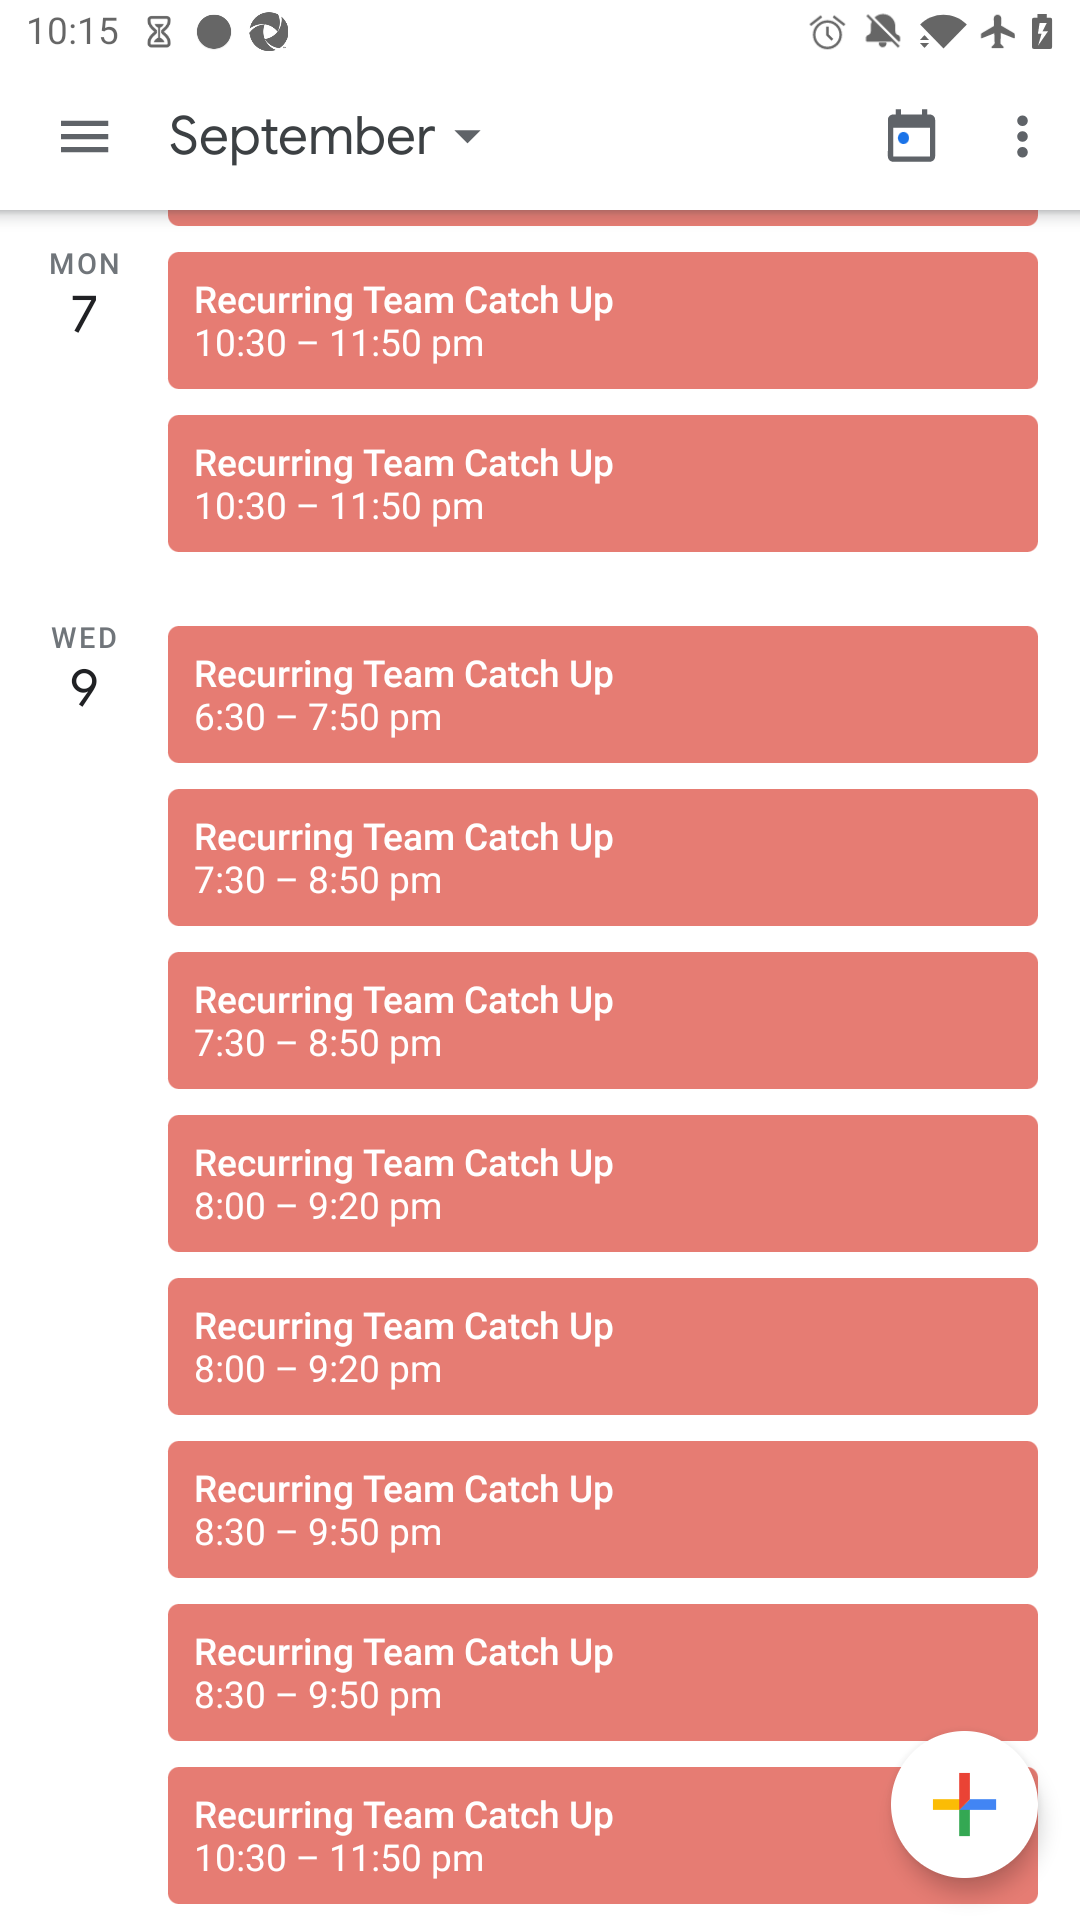 10:15
September
MON
7
Recurring Team Catch Up
10:30 – 11:50 pm
Recurring Team Catch Up
10:30 – 11:50 pm
WED
9
Recurring Team Catch Up
6:30 – 7:50 pm
Recurring Team Catch Up
7:30 – 8:50 pm
Recurring Team Catch Up
7:30 – 8:50 pm
Recurring Team Catch Up
8:00 – 9:20 pm
Recurring Team Catch Up
8:00 – 9:20 pm
Recurring Team Catch Up
8:30 – 9:50 pm
Recurring Team Catch Up
8:30 – 9:50 pm
Recurring Team Catch Up
10:30 – 11:50 pm